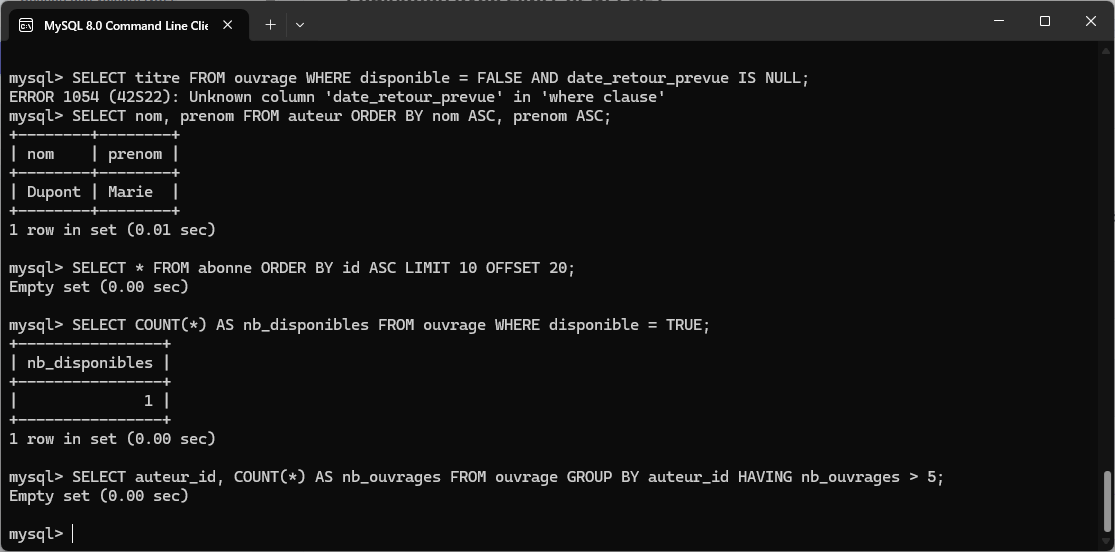 MySQL 8.0 Command Line Clie
mysql> SELECT titre FROM ouvrage WHERE disponible = FALSE AND date_retour_prevue IS NULL;
ERROR 1054 (42S22): Unknown column 'date_retour_prevue' in 'where clause'
mysql> SELECT nom, prenom FROM auteur ORDER BY nom ASC, prenom ASC;
+--------+--------+
| nom    | prenom |
+--------+--------+
| Dupont | Marie  |
+--------+--------+
1 row in set (0.01 sec)
mysql> SELECT * FROM abonne ORDER BY id ASC LIMIT 10 OFFSET 20;
Empty set (0.00 sec)
mysql> SELECT COUNT(*) AS nb_disponibles FROM ouvrage WHERE disponible = TRUE;
+----------------+
| nb_disponibles |
+----------------+
|              1 |
+----------------+
1 row in set (0.00 sec)
mysql> SELECT auteur_id, COUNT(*) AS nb_ouvrages FROM ouvrage GROUP BY auteur_id HAVING nb_ouvrages > 5;
Empty set (0.00 sec)
mysql>